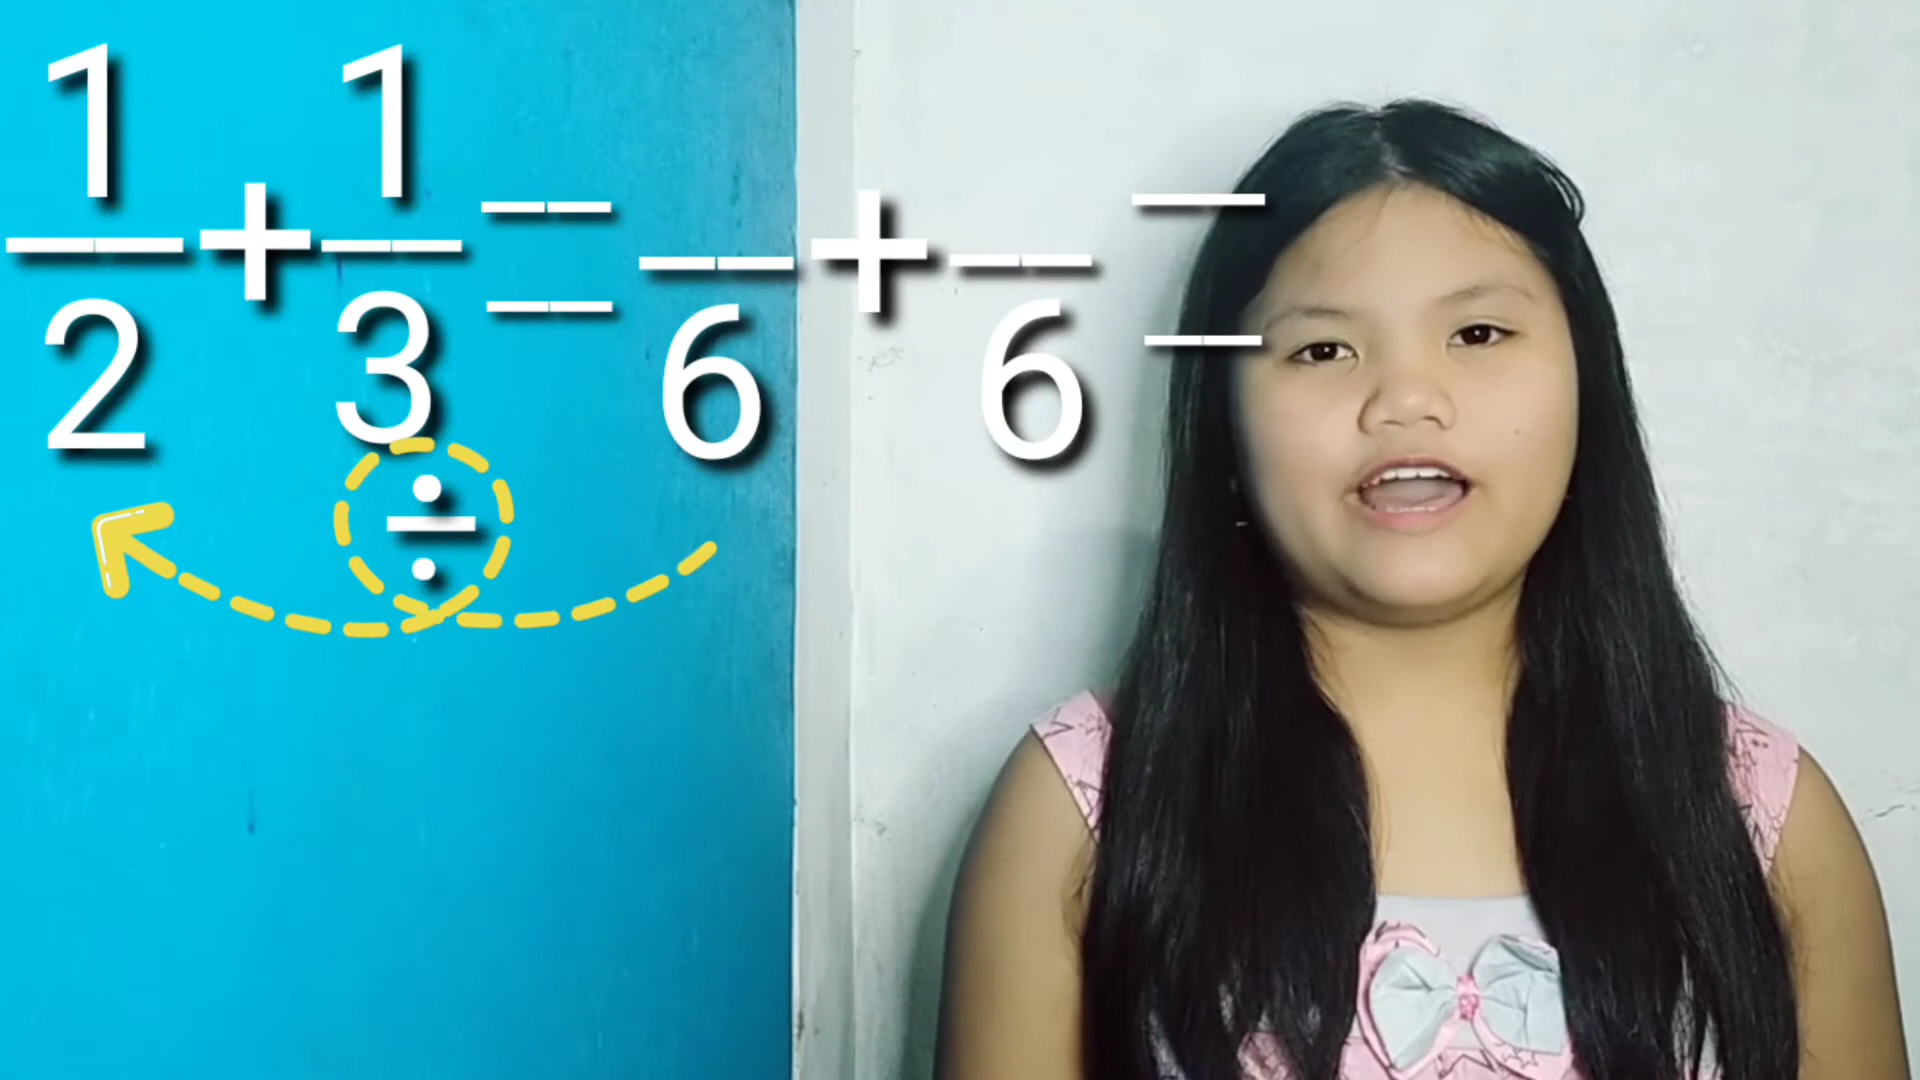 1/2 + 1/3 = /6 + /6 =
÷